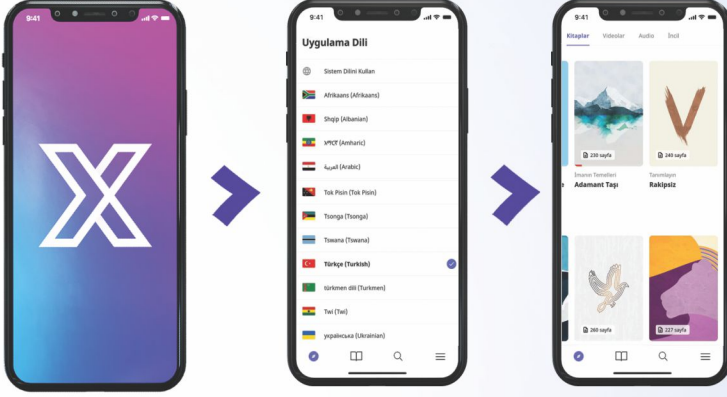 9:41
X
9:41
Uygulama Dili
Sistem Dilini Kullan
Afrikaans (Afrikaans)
Shqip (Albanian)
አማርኛ (Amharic)
العربية (Arabic)
Tok Pisin (Tok Pisin)
Tsonga (Tsonga)
Tswana (Tswana)
Türkçe (Turkish)
türkmen dili (Turkmen)
Twi (Twi)
українська (Ukrainian)
9:41
Kitaplar Videolar Audio İncil
230 sayfa 240 sayfa
İmanın Temelleri Tanımlayın
Adamant Taşı Rakipsiz
260 sayfa 227 sayfa